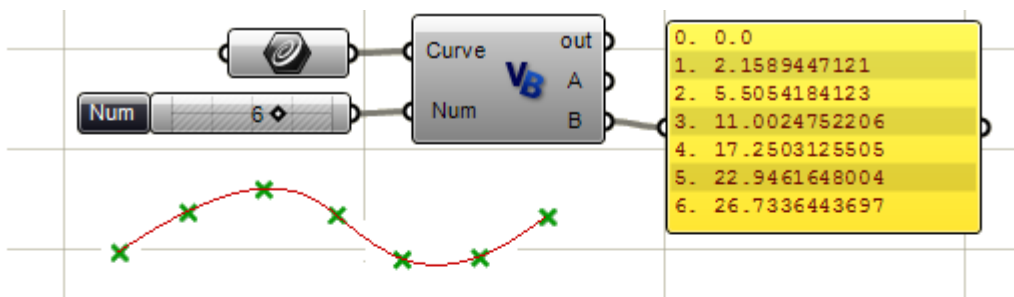 Curve
Num
out
A
B
VB
Num
6
0. 0.0
1. 2.1589447121
2. 5.5054184123
3. 11.0024752206
4. 17.2503125505
5. 22.9461648004
6. 26.7336443697